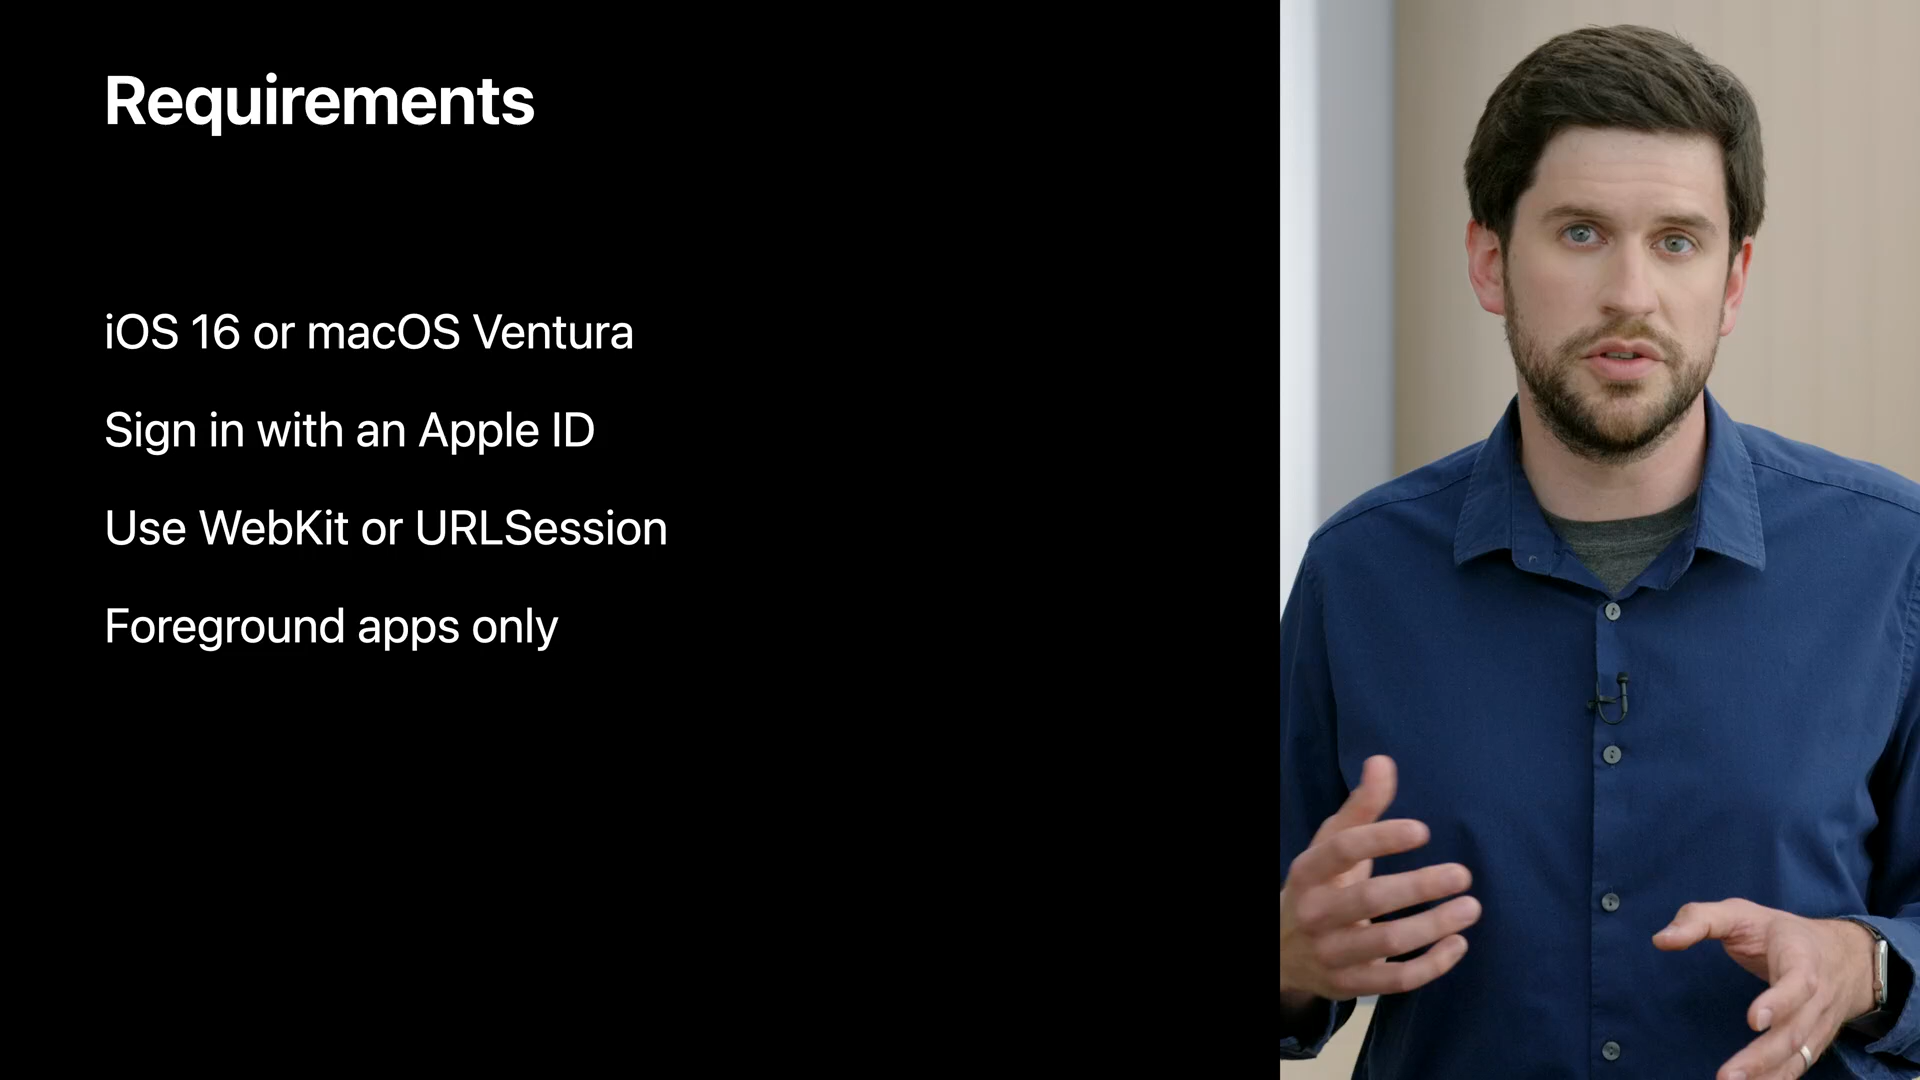 Requirements
iOS 16 or macOS Ventura
Sign in with an Apple ID
Use WebKit or URLSession
Foreground apps only